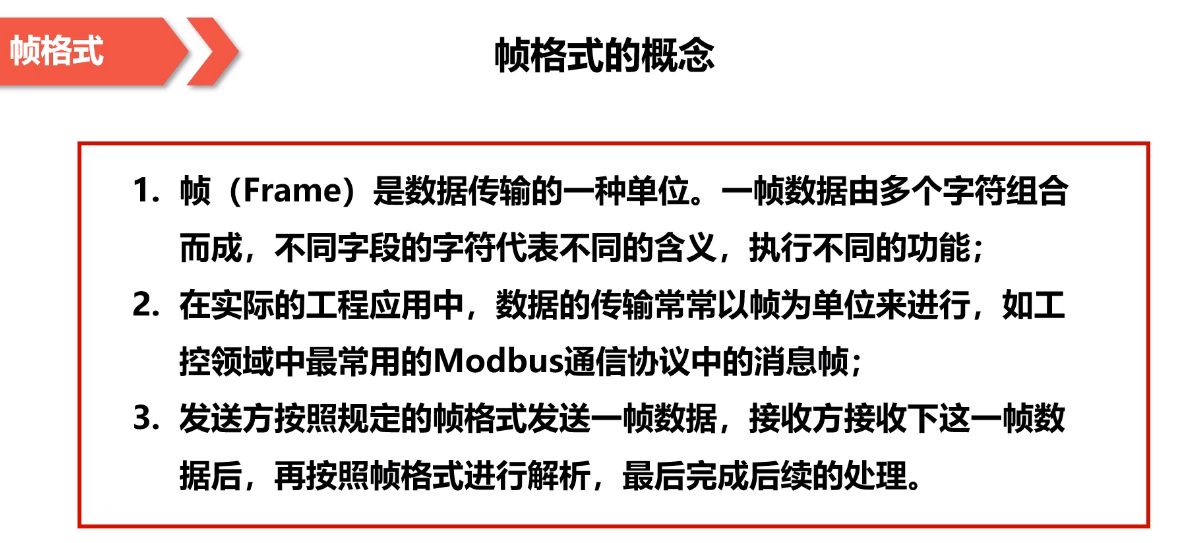 帧格式
帧格式的概念
1. 帧（Frame）是数据传输的一种单位。一帧数据由多个字符组合
而成，不同字段的字符代表不同的含义，执行不同的功能；
2. 在实际的工程应用中，数据的传输常常以帧为单位来进行，如工
控领域中最常用的Modbus通信协议中的消息帧；
3. 发送方按照规定的帧格式发送一帧数据，接收方接收下这一帧数
据后，再按照帧格式进行解析，最后完成后续的处理。